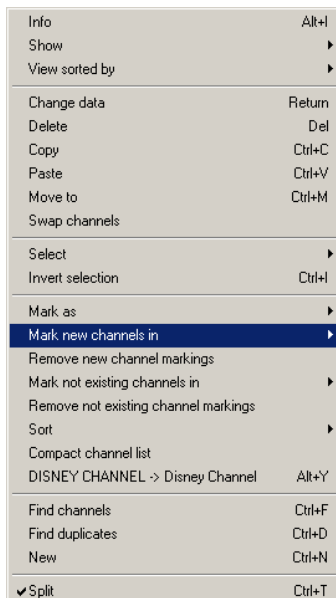 Info Alt+I
Show
View sorted by
Change data Return
Delete Del
Copy Ctrl+C
Paste Ctrl+V
Move to Ctrl+M
Swap channels
Select
Invert selection Ctrl+I
Mark as
Mark new channels in
Remove new channel markings
Mark not existing channels in
Remove not existing channel markings
Sort
Compact channel list
DISNEY CHANNEL -> Disney Channel Alt+Y
Find channels Ctrl+F
Find duplicates Ctrl+D
New Ctrl+N
Split Ctrl+T